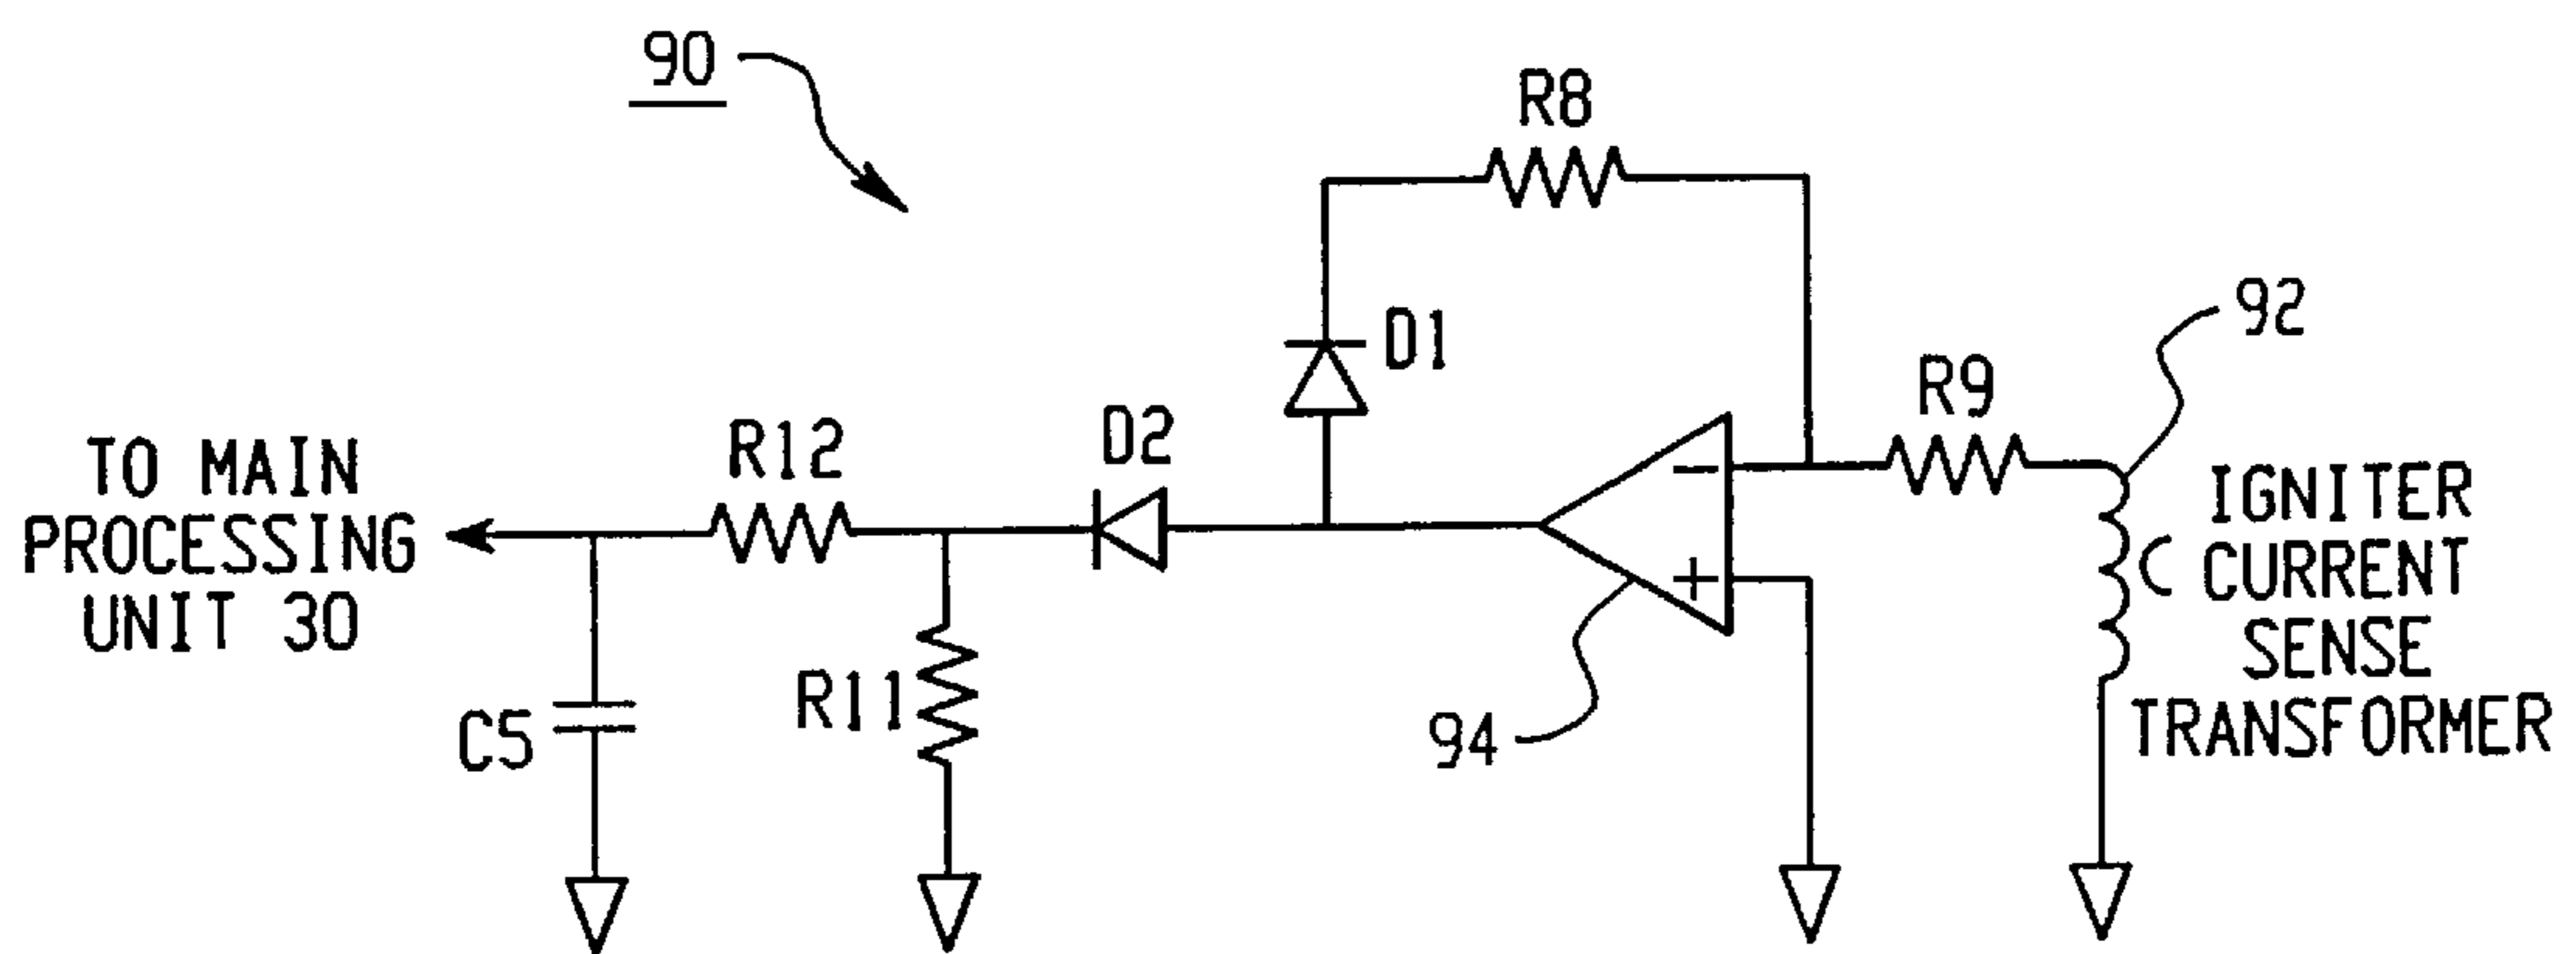 90
R8
D1
92
R9
D2
R12
TO MAIN
PROCESSING
UNIT 30
IGNITER
CURRENT
SENSE
TRANSFORMER
−
+
R11
C5
94